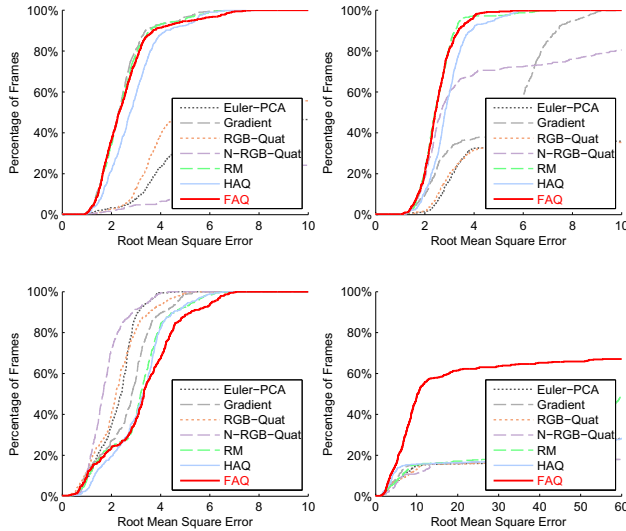 100%
80%
60%
40%
20%
0%
Percentage of Frames
0 2 4 6 8 10
Root Mean Square Error
Euler-PCA
Gradient
RGB-Quat
N-RGB-Quat
RM
HAQ
FAQ
100%
80%
60%
40%
20%
0%
Percentage of Frames
0 2 4 6 8 10
Root Mean Square Error
Euler-PCA
Gradient
RGB-Quat
N-RGB-Quat
RM
HAQ
FAQ
100%
80%
60%
40%
20%
0%
Percentage of Frames
0 2 4 6 8 10
Root Mean Square Error
Euler-PCA
Gradient
RGB-Quat
N-RGB-Quat
RM
HAQ
FAQ
100%
80%
60%
40%
20%
0%
Percentage of Frames
0 10 20 30 40 50 60
Root Mean Square Error
Euler-PCA
Gradient
RGB-Quat
N-RGB-Quat
RM
HAQ
FAQ